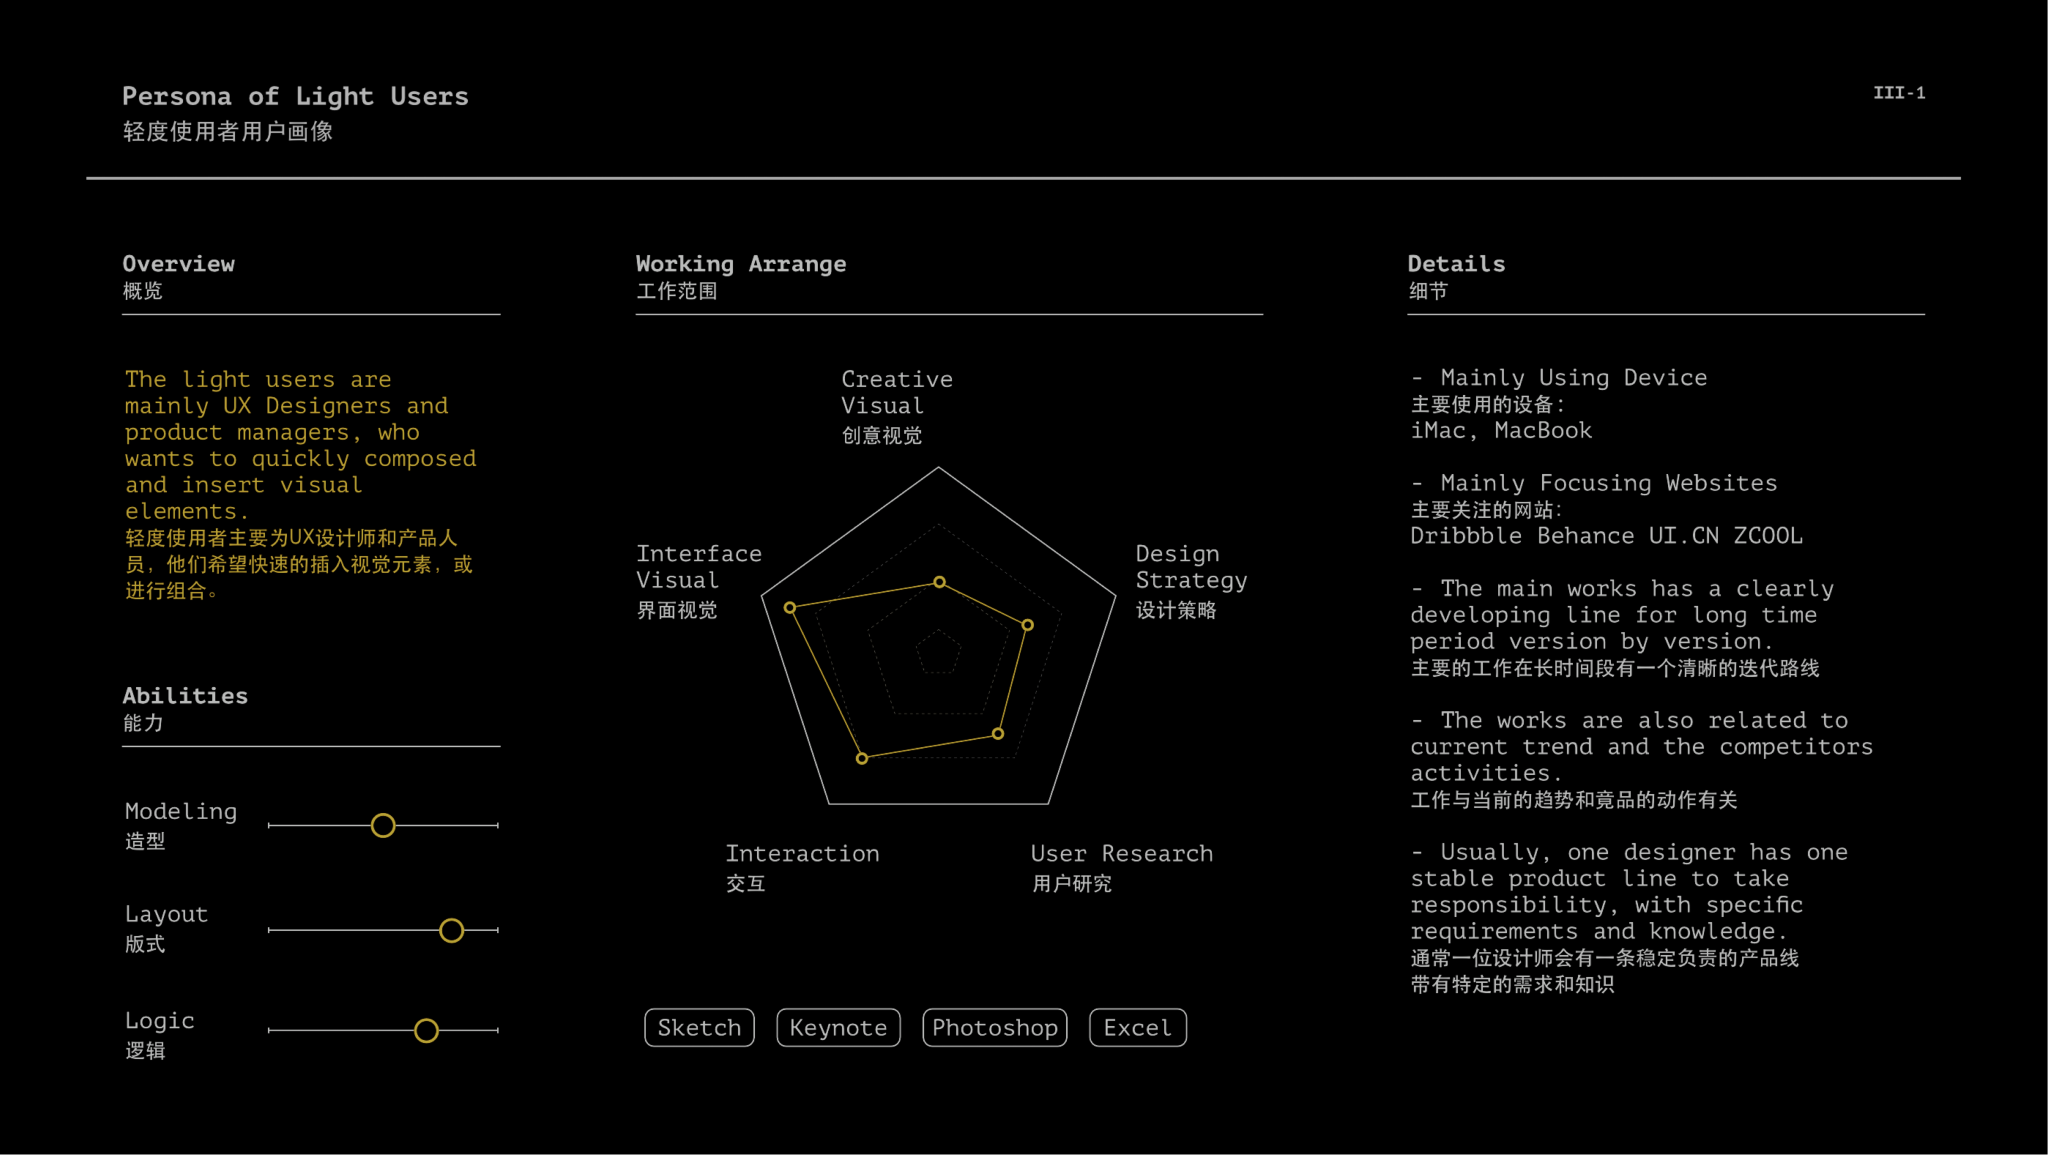 Persona of Light Users
轻度使用者用户画像
III-1
Overview
概览
The light users are
mainly UX Designers and
product managers, who
wants to quickly composed
and insert visual
elements.
轻度使用者主要为UX设计师和产品人
员，他们希望快速的插入视觉元素，或
进行组合。
Abilities
能力
Modeling
造型
Layout
版式
Logic
逻辑
Working Arrange
工作范围
Creative
Visual
创意视觉
Interface
Visual
界面视觉
Design
Strategy
设计策略
Interaction
交互
User Research
用户研究
Sketch
Keynote
Photoshop
Excel
Details
细节
- Mainly Using Device
主要使用的设备：
iMac, MacBook
- Mainly Focusing Websites
主要关注的网站：
Dribbble Behance UI.CN ZCOOL
- The main works has a clearly
developing line for long time
period version by version.
主要的工作在长时间段有一个清晰的迭代路线
- The works are also related to
current trend and the competitors
activities.
工作与当前的趋势和竟品的动作有关
- Usually, one designer has one
stable product line to take
responsibility, with specific
requirements and knowledge.
通常一位设计师会有一条稳定负责的产品线
带有特定的需求和知识